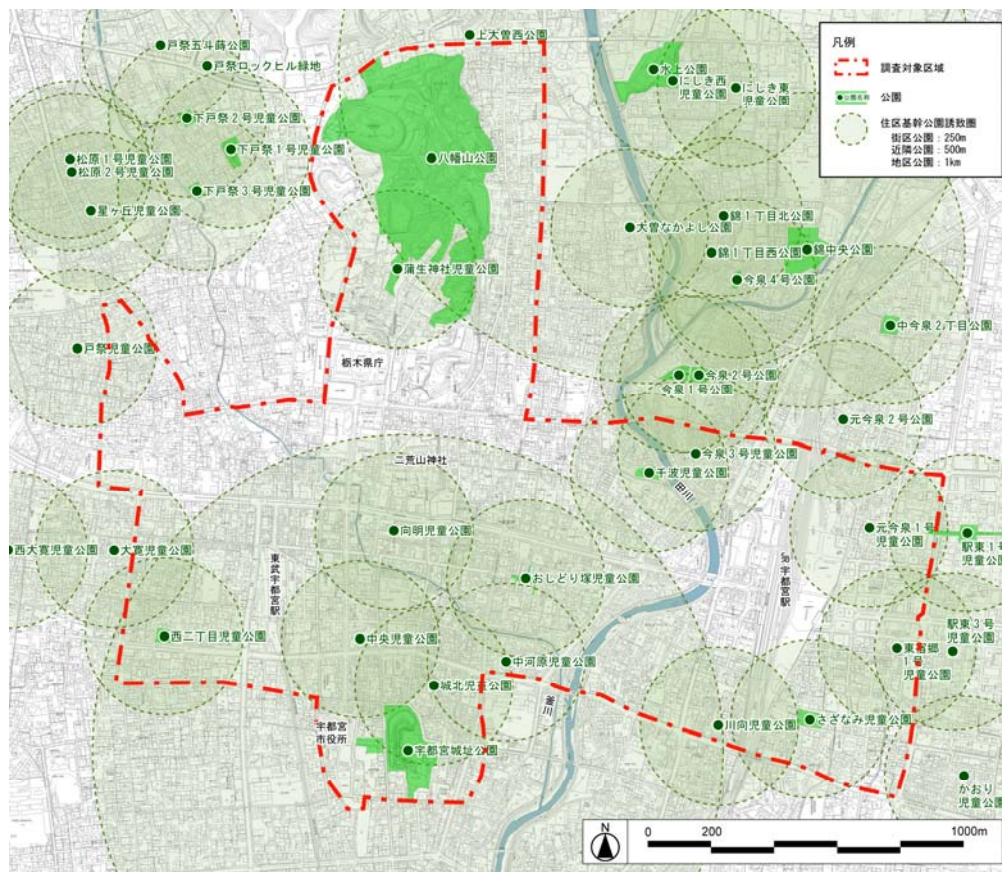 上大曽西公園
戸祭五斗蒔公園
戸祭ロックヒル緑地
水上公園
にしき西
児童公園
にしき東
児童公園
下戸祭2号児童公園
下戸祭1号児童公園
松原1号児童公園
松原2号児童公園
下戸祭3号児童公園
星ヶ丘児童公園
八幡山公園
蒲生神社児童公園
錦1丁目北公園
大曽なかよし公園
錦1丁目西公園
錦中央公園
今泉4号公園
中今泉2丁目公園
戸祭児童公園
栃木県庁
今泉2号公園
今泉1号公園
元今泉2号公園
二荒山神社
今泉3号児童公園
千波児童公園
田川
向明児童公園
元今泉1号
児童公園
駅東1号
児童公園
西大寛児童公園
大寛児童公園
東武宇都宮駅
おしどり塚児童公園
JR宇都宮駅
西二丁目児童公園
中央児童公園
中河原児童公園
駅東3号
児童公園
東宿郷
1号
児童公園
城北児童公園
釜川
宇都宮
市役所
宇都宮城址公園
川向児童公園
さざなみ児童公園
かおり
児童公園
凡例
調査対象区域
公園名称
公園
住区基幹公園誘致圏
街区公園:250m
近隣公園:500m
地区公園:1km
N
0 200 1000m